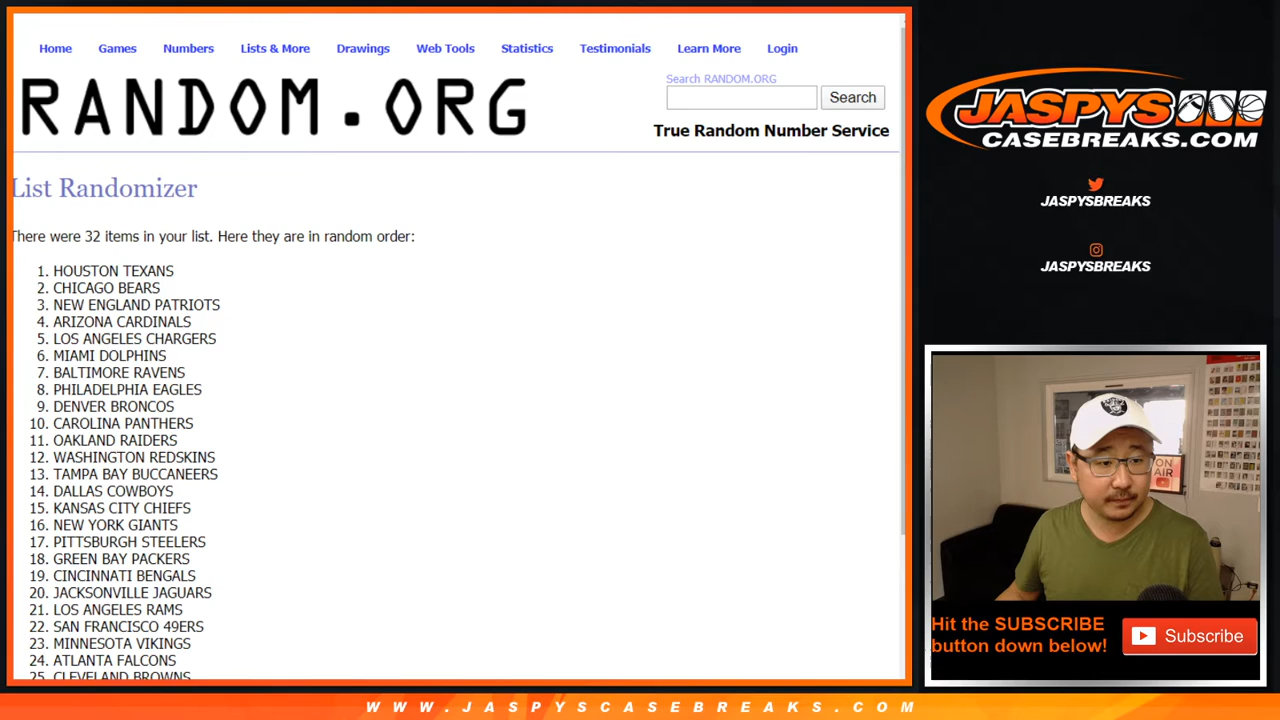 Home Games Numbers Lists & More Drawings Web Tools Statistics Testimonials Learn More Login
RANDOM.ORG
Search RANDOM.ORG
Search
True Random Number Service
List Randomizer
There were 32 items in your list. Here they are in random order:
1. HOUSTON TEXANS
2. CHICAGO BEARS
3. NEW ENGLAND PATRIOTS
4. ARIZONA CARDINALS
5. LOS ANGELES CHARGERS
6. MIAMI DOLPHINS
7. BALTIMORE RAVENS
8. PHILADELPHIA EAGLES
9. DENVER BRONCOS
10. CAROLINA PANTHERS
11. OAKLAND RAIDERS
12. WASHINGTON REDSKINS
13. TAMPA BAY BUCCANEERS
14. DALLAS COWBOYS
15. KANSAS CITY CHIEFS
16. NEW YORK GIANTS
17. PITTSBURGH STEELERS
18. GREEN BAY PACKERS
19. CINCINNATI BENGALS
20. JACKSONVILLE JAGUARS
21. LOS ANGELES RAMS
22. SAN FRANCISCO 49ERS
23. MINNESOTA VIKINGS
24. ATLANTA FALCONS
25. CLEVELAND BROWNS
JASPYS
CASEBREAKS.COM
JASPYSBREAKS
JASPYSBREAKS
ON
AIR
Hit the SUBSCRIBE
button down below!
Subscribe
WWW.JASPYSCASEBREAKS.COM